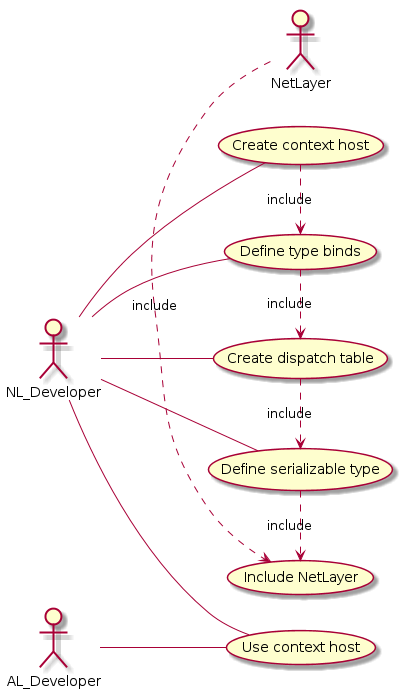 NetLayer
Create context host
include
Define type binds
include
include
NL_Developer
Create dispatch table
include
Define serializable type
include
Include NetLayer
Use context host
AL_Developer